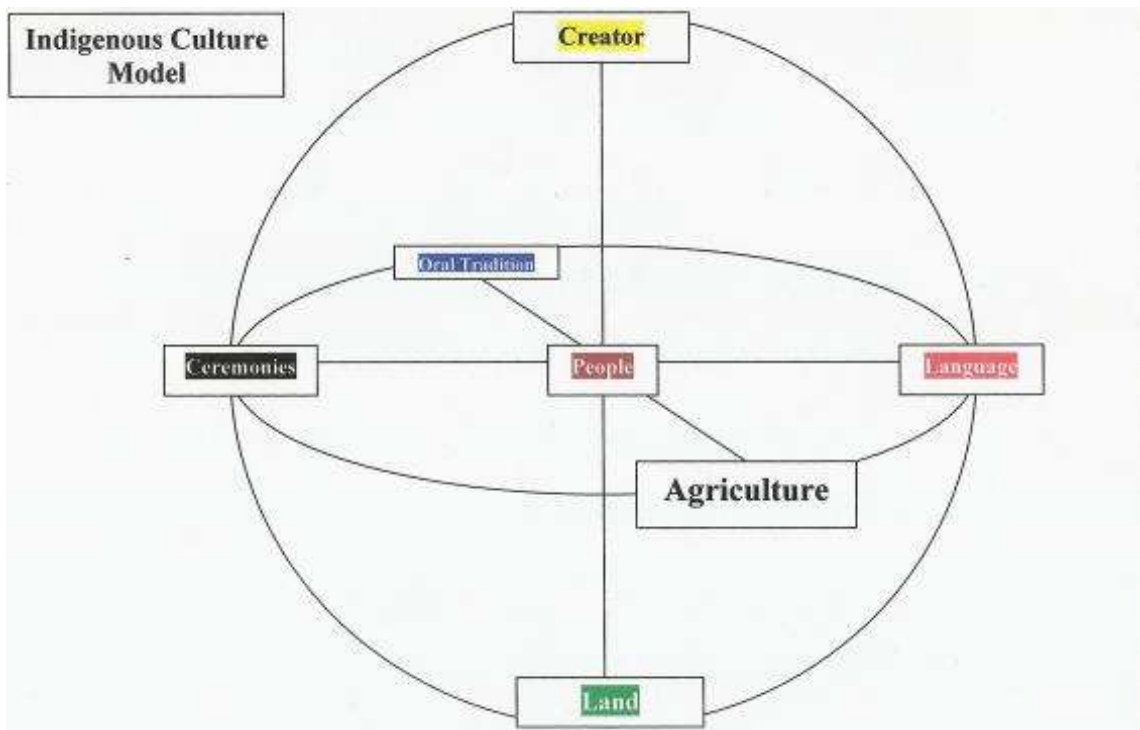 Indigenous Culture
Model
Creator
Oral Tradition
Ceremonies
People
Language
Agriculture
Land